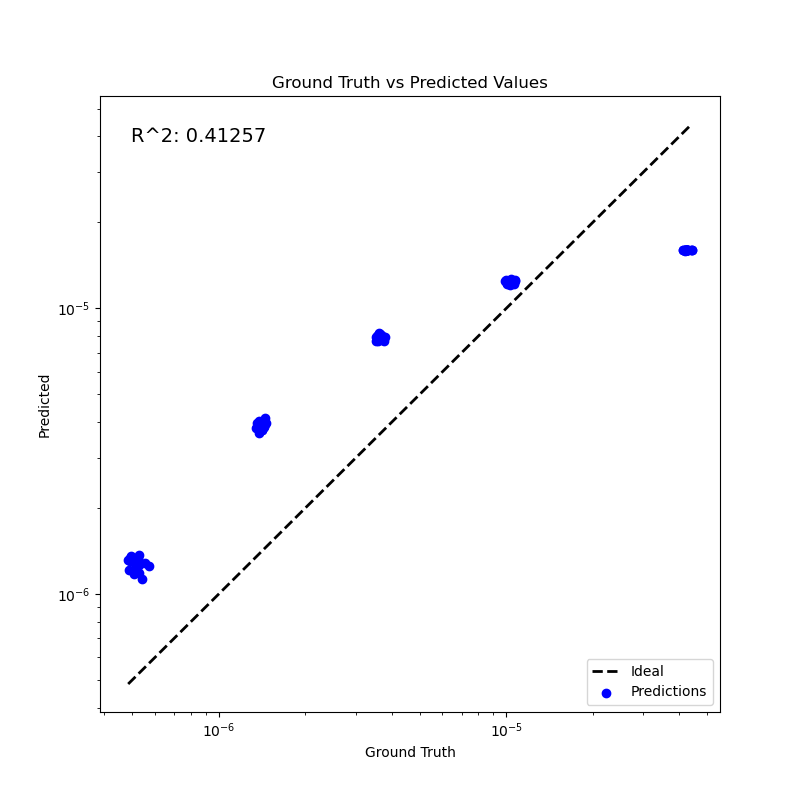 Ground Truth vs Predicted Values
R^2: 0.41257
10⁻⁵
10⁻⁶
Predicted
Ideal
Predictions
10⁻⁶ 10⁻⁵
Ground Truth